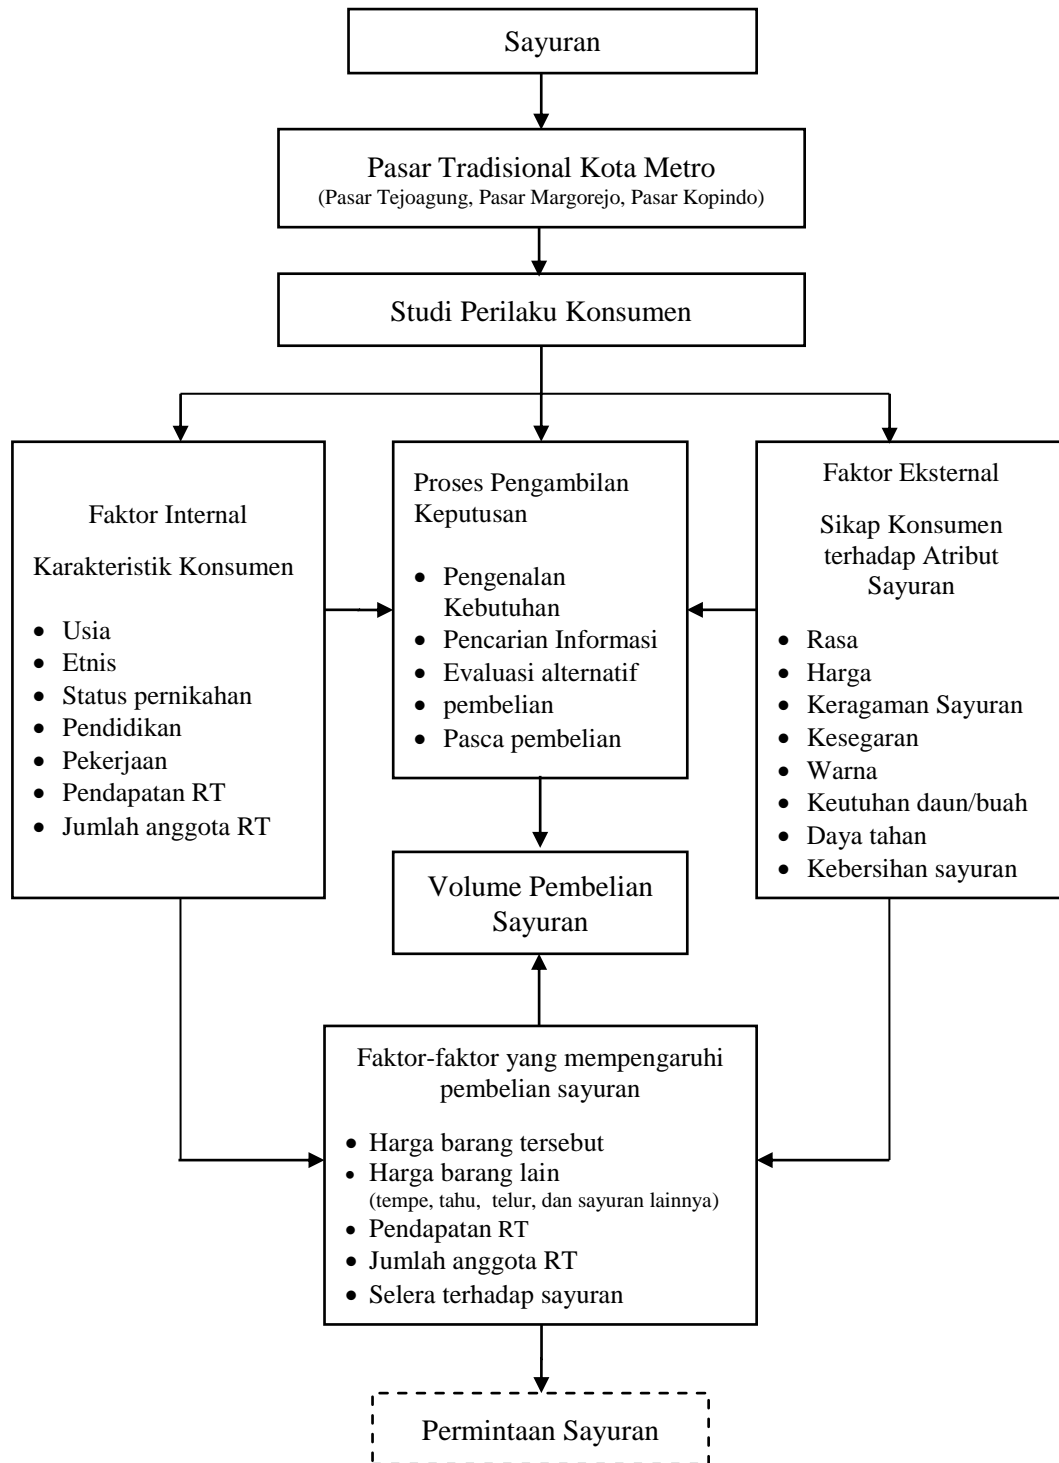 Sayuran
Pasar Tradisional Kota Metro
(Pasar Tejoagung, Pasar Margorejo, Pasar Kopindo)
Studi Perilaku Konsumen
Faktor Internal
Karakteristik Konsumen
• Usia
• Etnis
• Status pernikahan
• Pendidikan
• Pekerjaan
• Pendapatan RT
• Jumlah anggota RT
Proses Pengambilan
Keputusan
• Pengenalan
Kebutuhan
• Pencarian Informasi
• Evaluasi alternatif
• pembelian
• Pasca pembelian
Faktor Eksternal
Sikap Konsumen
terhadap Atribut
Sayuran
• Rasa
• Harga
• Keragaman Sayuran
• Kesegaran
• Warna
• Keutuhan daun/buah
• Daya tahan
• Kebersihan sayuran
Volume Pembelian
Sayuran
Faktor-faktor yang mempengaruhi
pembelian sayuran
• Harga barang tersebut
• Harga barang lain
(tempe, tahu, telur, dan sayuran lainnya)
• Pendapatan RT
• Jumlah anggota RT
• Selera terhadap sayuran
Permintaan Sayuran